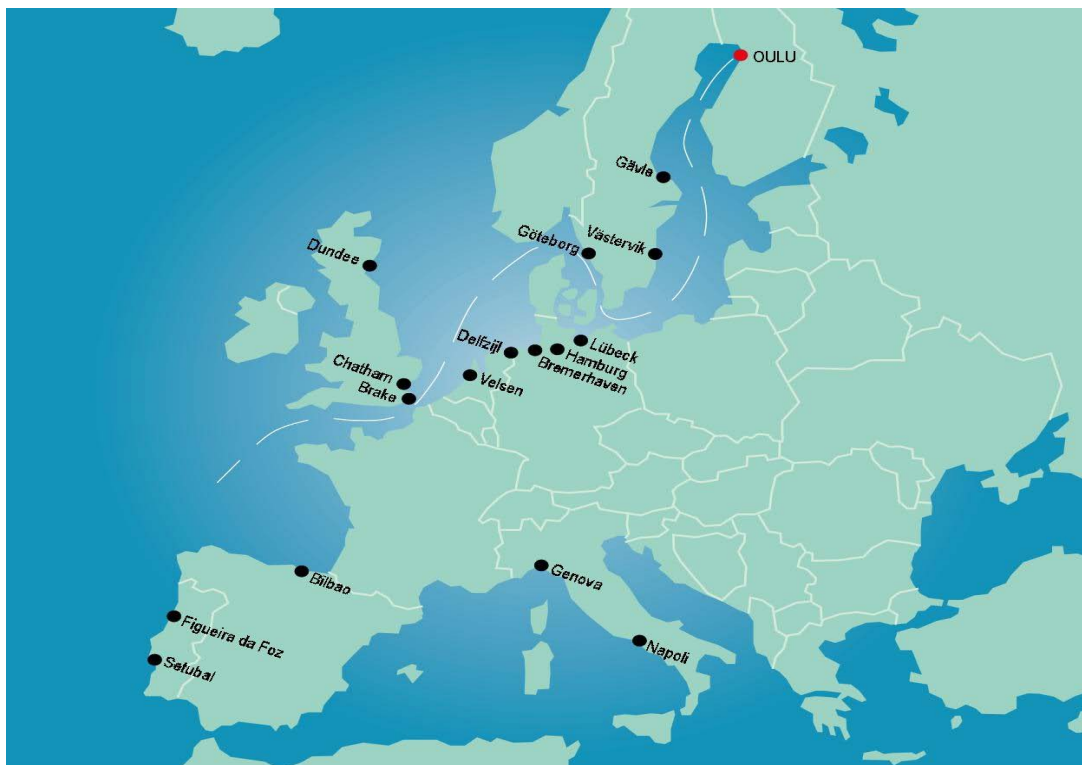 OULU
Gävle
Göteborg
Västervik
Dundee
Delfzijl
Lübeck
Hamburg
Bremerhaven
Chatham
Brake
Velsen
Bilbao
Genova
Figueira da Foz
Napoli
Setubal